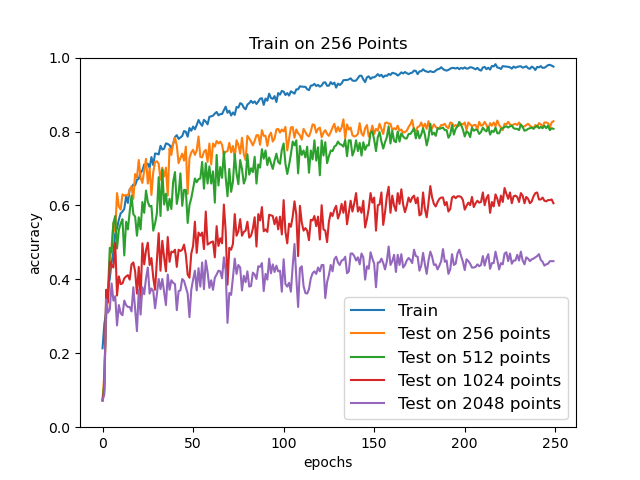 Train on 256 Points
1.0
0.8
0.6
0.4
0.2
0.0
accuracy
0
50
100
150
200
250
epochs
Train
Test on 256 points
Test on 512 points
Test on 1024 points
Test on 2048 points